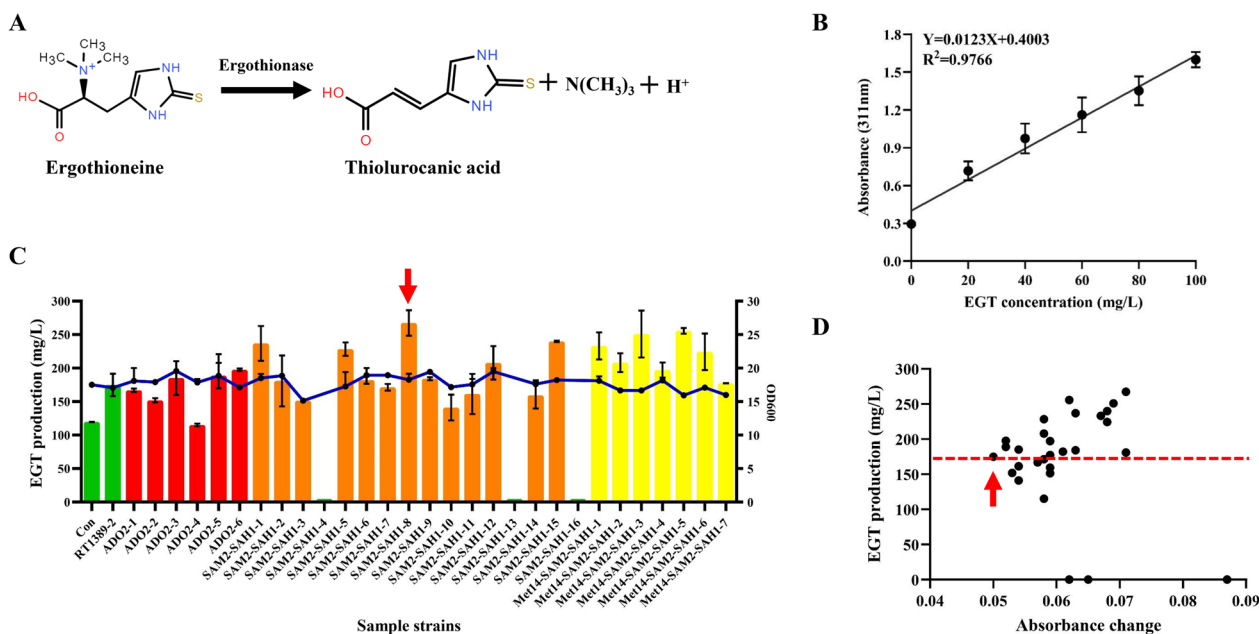 A
CH3
H3C
CH3
N+
NH
HO
S
NH
O
Ergothioneine
Ergothionase
NH
HO
S
NH
O
+ N(CH3)3 + H+
Thiolurocanic acid
B
Y=0.0123X+0.4003
R2=0.9766
Absorbance (311nm)
1.8
1.5
1.2
0.9
0.6
0.3
0.0
0 20 40 60 80 100
EGT concentration (mg/L)
C
EGT production (mg/L)
300
250
200
150
100
50
0
30
25
20
15
10
5
0
OD600
Con
RT1389-2
ADO2-1
ADO2-2
ADO2-3
ADO2-4
ADO2-5
ADO2-6
SAM2-SAH1-1
SAM2-SAH1-2
SAM2-SAH1-3
SAM2-SAH1-4
SAM2-SAH1-5
SAM2-SAH1-6
SAM2-SAH1-7
SAM2-SAH1-8
SAM2-SAH1-9
SAM2-SAH1-10
SAM2-SAH1-11
SAM2-SAH1-12
SAM2-SAH1-13
SAM2-SAH1-14
SAM2-SAH1-15
SAM2-SAH1-16
Met14-SAM2-SAH1-1
Met14-SAM2-SAH1-2
Met14-SAM2-SAH1-3
Met14-SAM2-SAH1-4
Met14-SAM2-SAH1-5
Met14-SAM2-SAH1-6
Met14-SAM2-SAH1-7
Sample strains
D
EGT production (mg/L)
300
250
200
150
100
50
0
0.04 0.05 0.06 0.07 0.08 0.09
Absorbance change